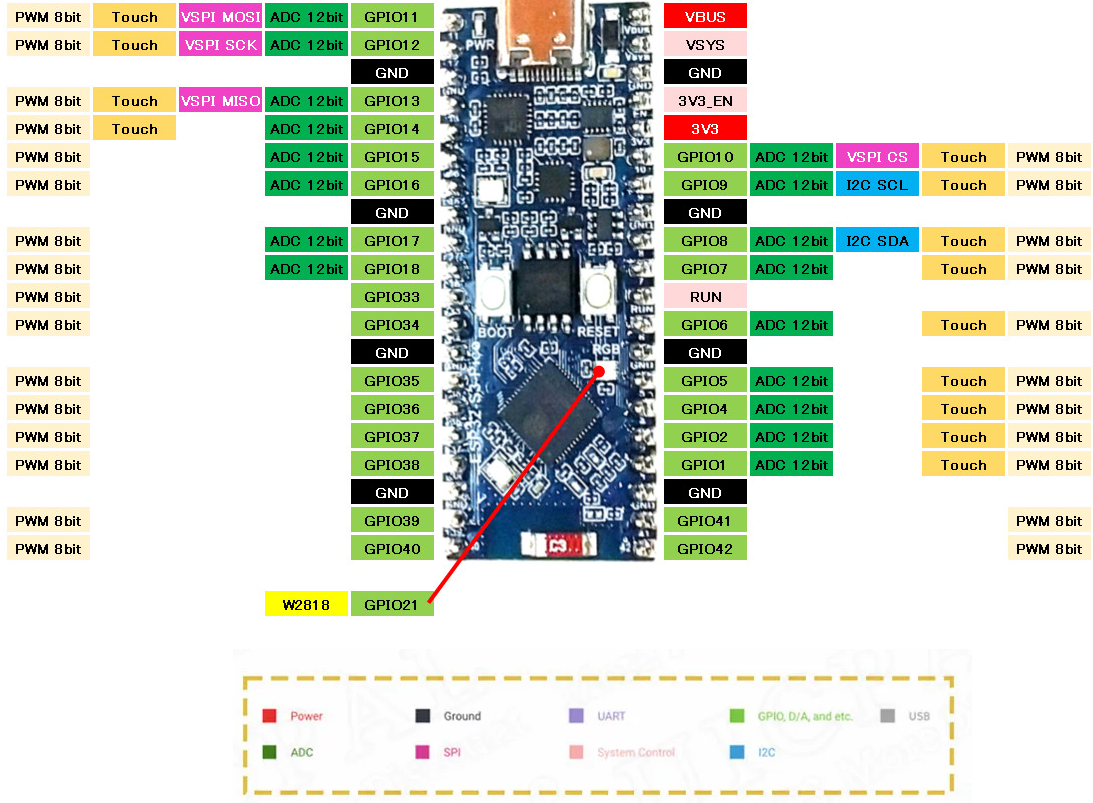 PWM 8bit Touch VSPI MOSI ADC 12bit GPIO11 VBUS
PWM 8bit Touch VSPI SCK ADC 12bit GPIO12 PWR VSYS
GND GND
PWM 8bit Touch VSPI MISO ADC 12bit GPIO13 3V3_EN
PWM 8bit Touch ADC 12bit GPIO14 3V3
PWM 8bit ADC 12bit GPIO15 GPIO10 ADC 12bit VSPI CS Touch PWM 8bit
PWM 8bit ADC 12bit GPIO16 GPIO9 ADC 12bit I2C SCL Touch PWM 8bit
GND GND
PWM 8bit ADC 12bit GPIO17 GPIO8 ADC 12bit I2C SDA Touch PWM 8bit
PWM 8bit ADC 12bit GPIO18 GPIO7 ADC 12bit Touch PWM 8bit
PWM 8bit GPIO33 RUN RUN
PWM 8bit GPIO34 BOOT RESET GPIO6 ADC 12bit Touch PWM 8bit
GND RGB GND
PWM 8bit GPIO35 GPIO5 ADC 12bit Touch PWM 8bit
PWM 8bit GPIO36 GPIO4 ADC 12bit Touch PWM 8bit
PWM 8bit GPIO37 GPIO2 ADC 12bit Touch PWM 8bit
PWM 8bit GPIO38 GPIO1 ADC 12bit Touch PWM 8bit
GND GND
PWM 8bit GPIO39 GPIO41 PWM 8bit
PWM 8bit GPIO40 C3 GPIO42 PWM 8bit
W2818 GPIO21
Power Ground UART GPIO, D/A, and etc. USB
ADC SPI System Control I2C